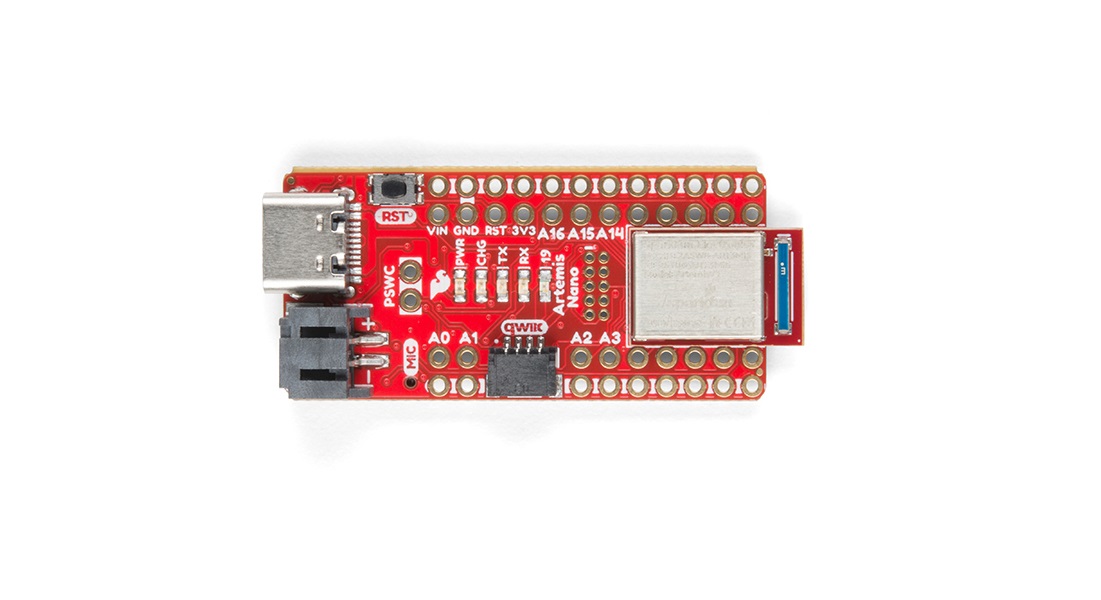 RST
VIN GND RST 3V3 A16 A15 A14
PWR
CHG
TX
RX
19
Artemis
Nano
PSWC
+
-
MIC
A0 A1
QWIIC
A2 A3